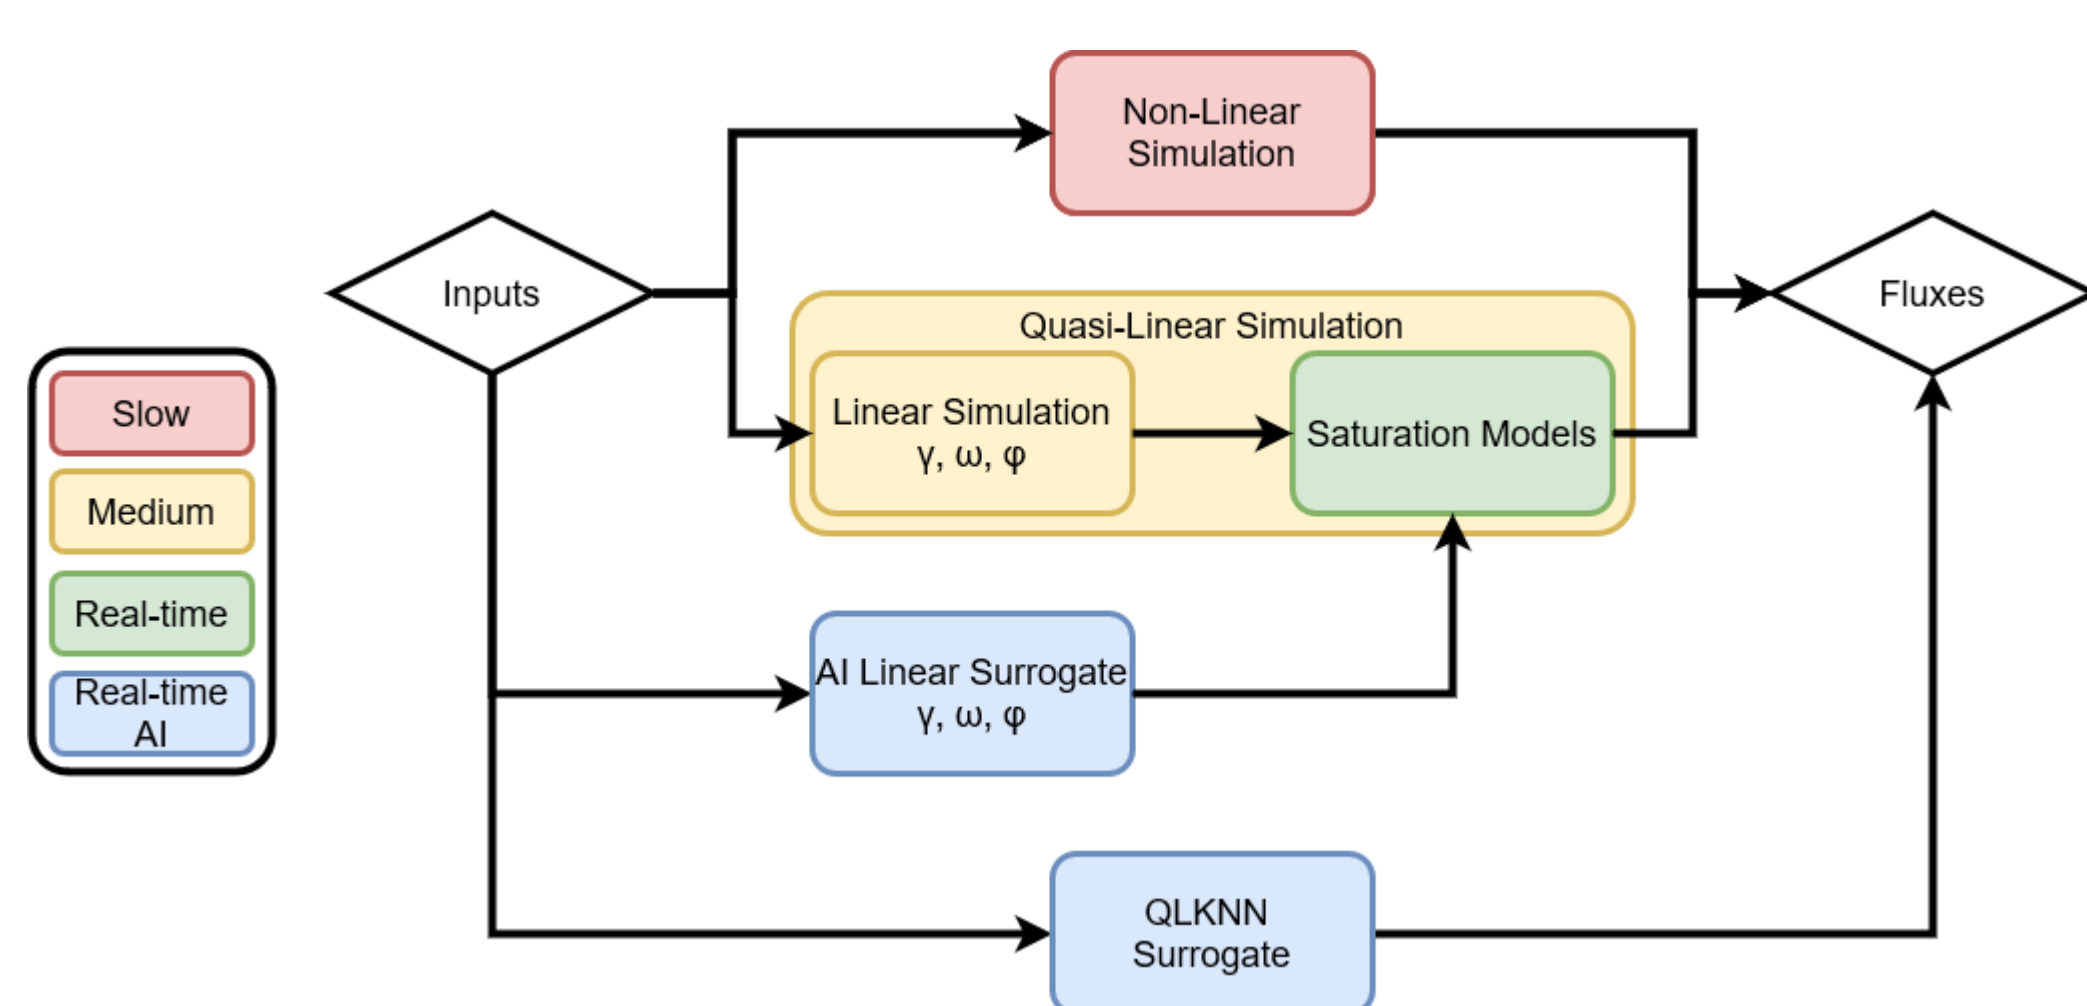 Non-Linear
Simulation
Inputs
Fluxes
Quasi-Linear Simulation
Linear Simulation
γ, ω, φ
Saturation Models
Slow
Medium
Real-time
Real-time
AI
AI Linear Surrogate
γ, ω, φ
QLKNN
Surrogate